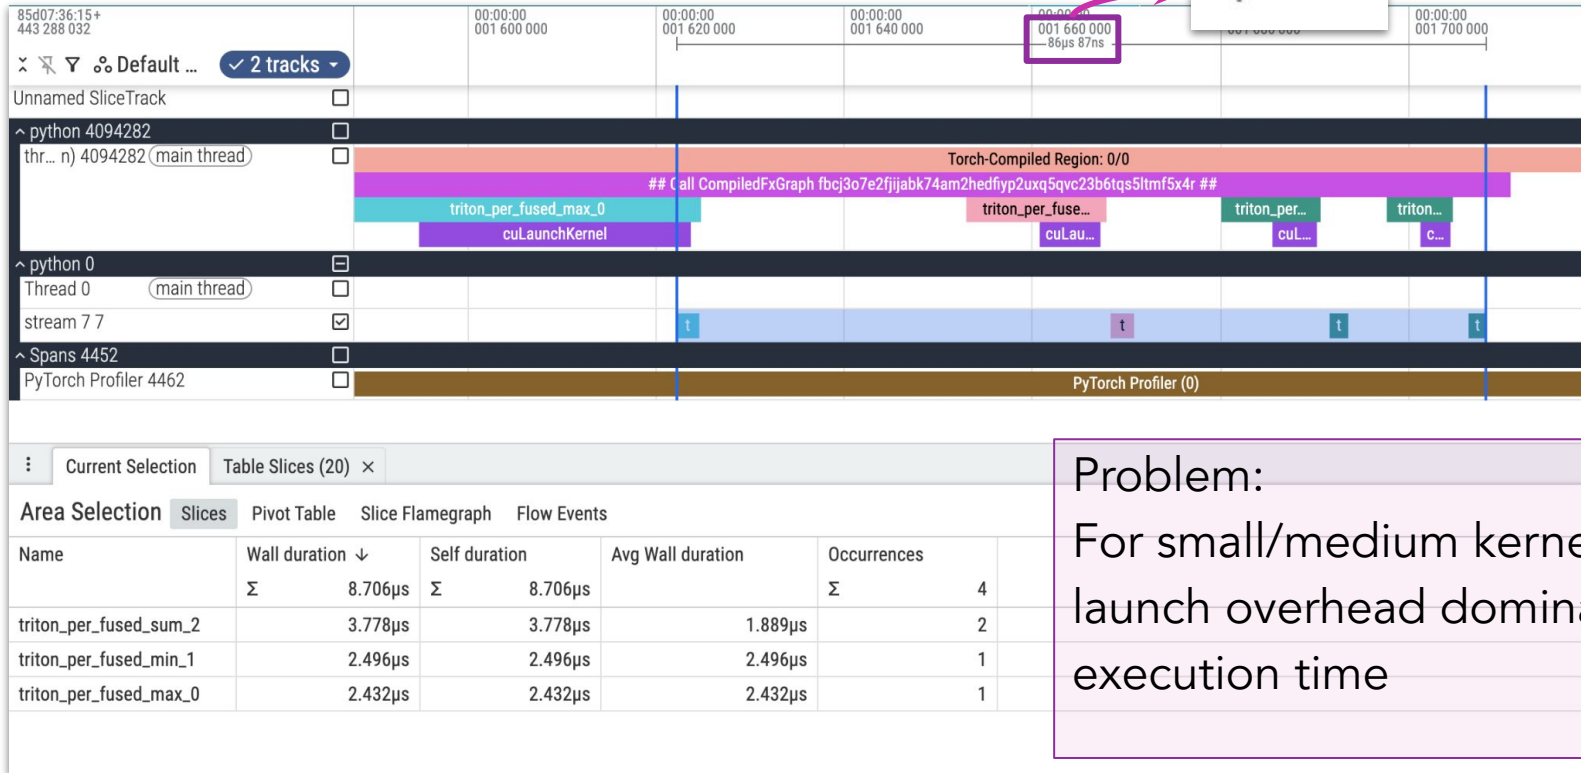 85d07:36:15+
443 288 032
00:00:00
001 600 000
00:00:00
001 620 000
00:00:00
001 640 000
001 660 000
86µs 87ns
00:00:00
001 700 000
Default ...
2 tracks
Unnamed SliceTrack
python 4094282
thr... n) 4094282 (main thread)
Torch-Compiled Region: 0/0
## Call CompiledFxGraph fbcj3o7e2fjijabk74am2hedfiyp2uxq5qvc23b6tqs5ltmf5x4r ##
triton_per_fused_max_0 triton_per_fuse... triton_per... triton...
cuLaunchKernel cuLau... cuL... c...
python 0
Thread 0 (main thread)
stream 7 7
t t t t
Spans 4452
PyTorch Profiler 4462
PyTorch Profiler (0)
Current Selection Table Slices (20) ×
Area Selection Slices Pivot Table Slice Flamegraph Flow Events
Name Wall duration ↓ Self duration Avg Wall duration Occurrences
Σ 8.706µs Σ 8.706µs Σ 4
triton_per_fused_sum_2 3.778µs 3.778µs 1.889µs 2
triton_per_fused_min_1 2.496µs 2.496µs 2.496µs 1
triton_per_fused_max_0 2.432µs 2.432µs 2.432µs 1
Problem:
For small/medium kerne
launch overhead domina
execution time